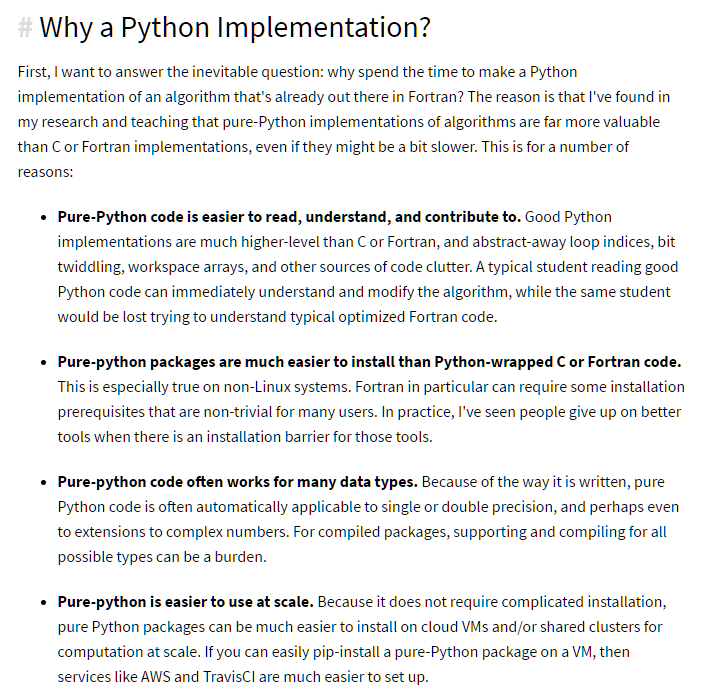 # Why a Python Implementation?
First, I want to answer the inevitable question: why spend the time to make a Python
implementation of an algorithm that's already out there in Fortran? The reason is that I've found in
my research and teaching that pure-Python implementations of algorithms are far more valuable
than C or Fortran implementations, even if they might be a bit slower. This is for a number of
reasons:
• Pure-Python code is easier to read, understand, and contribute to. Good Python
implementations are much higher-level than C or Fortran, and abstract-away loop indices, bit
twiddling, workspace arrays, and other sources of code clutter. A typical student reading good
Python code can immediately understand and modify the algorithm, while the same student
would be lost trying to understand typical optimized Fortran code.
• Pure-python packages are much easier to install than Python-wrapped C or Fortran code.
This is especially true on non-Linux systems. Fortran in particular can require some installation
prerequisites that are non-trivial for many users. In practice, I've seen people give up on better
tools when there is an installation barrier for those tools.
• Pure-python code often works for many data types. Because of the way it is written, pure
Python code is often automatically applicable to single or double precision, and perhaps even
to extensions to complex numbers. For compiled packages, supporting and compiling for all
possible types can be a burden.
• Pure-python is easier to use at scale. Because it does not require complicated installation,
pure Python packages can be much easier to install on cloud VMs and/or shared clusters for
computation at scale. If you can easily pip-install a pure-Python package on a VM, then
services like AWS and TravisCI are much easier to set up.